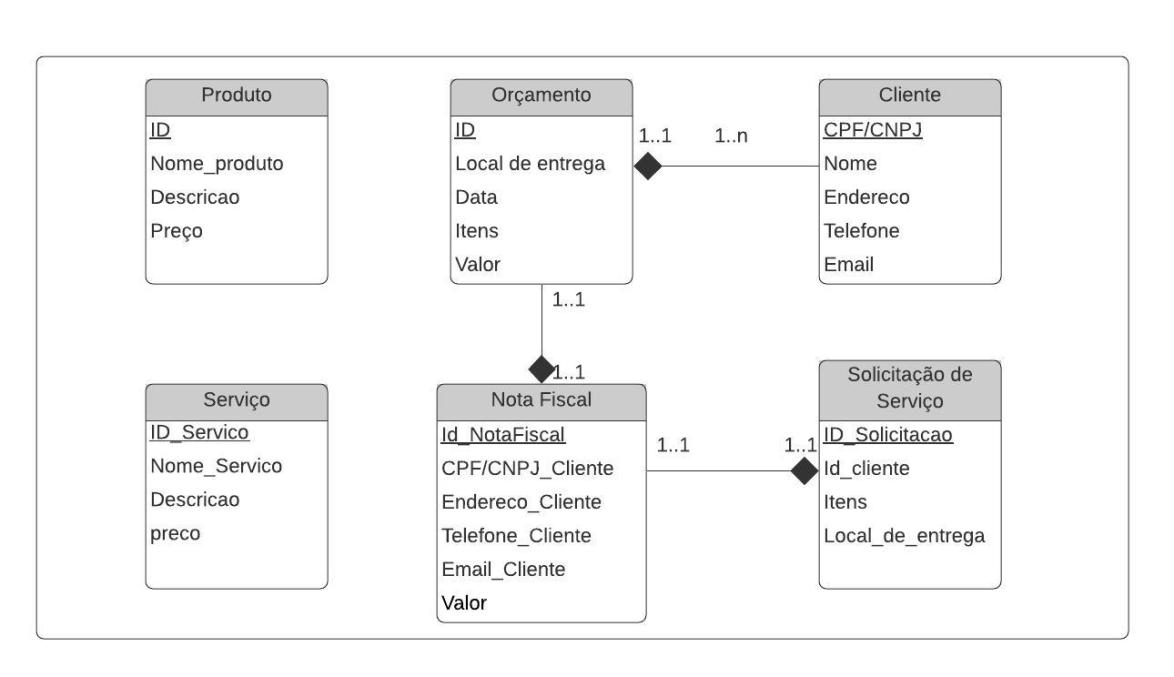 Produto
ID
Nome_produto
Descricao
Preço
Orçamento
ID
Local de entrega
Data
Itens
Valor
1..1
1..n
Cliente
CPF/CNPJ
Nome
Endereco
Telefone
Email
1..1
1..1
Serviço
ID_Servico
Nome_Servico
Descricao
preco
Nota Fiscal
Id_NotaFiscal
CPF/CNPJ_Cliente
Endereco_Cliente
Telefone_Cliente
Email_Cliente
Valor
1..1
1..1
Solicitação de
Serviço
ID_Solicitacao
Id_cliente
Itens
Local_de_entrega